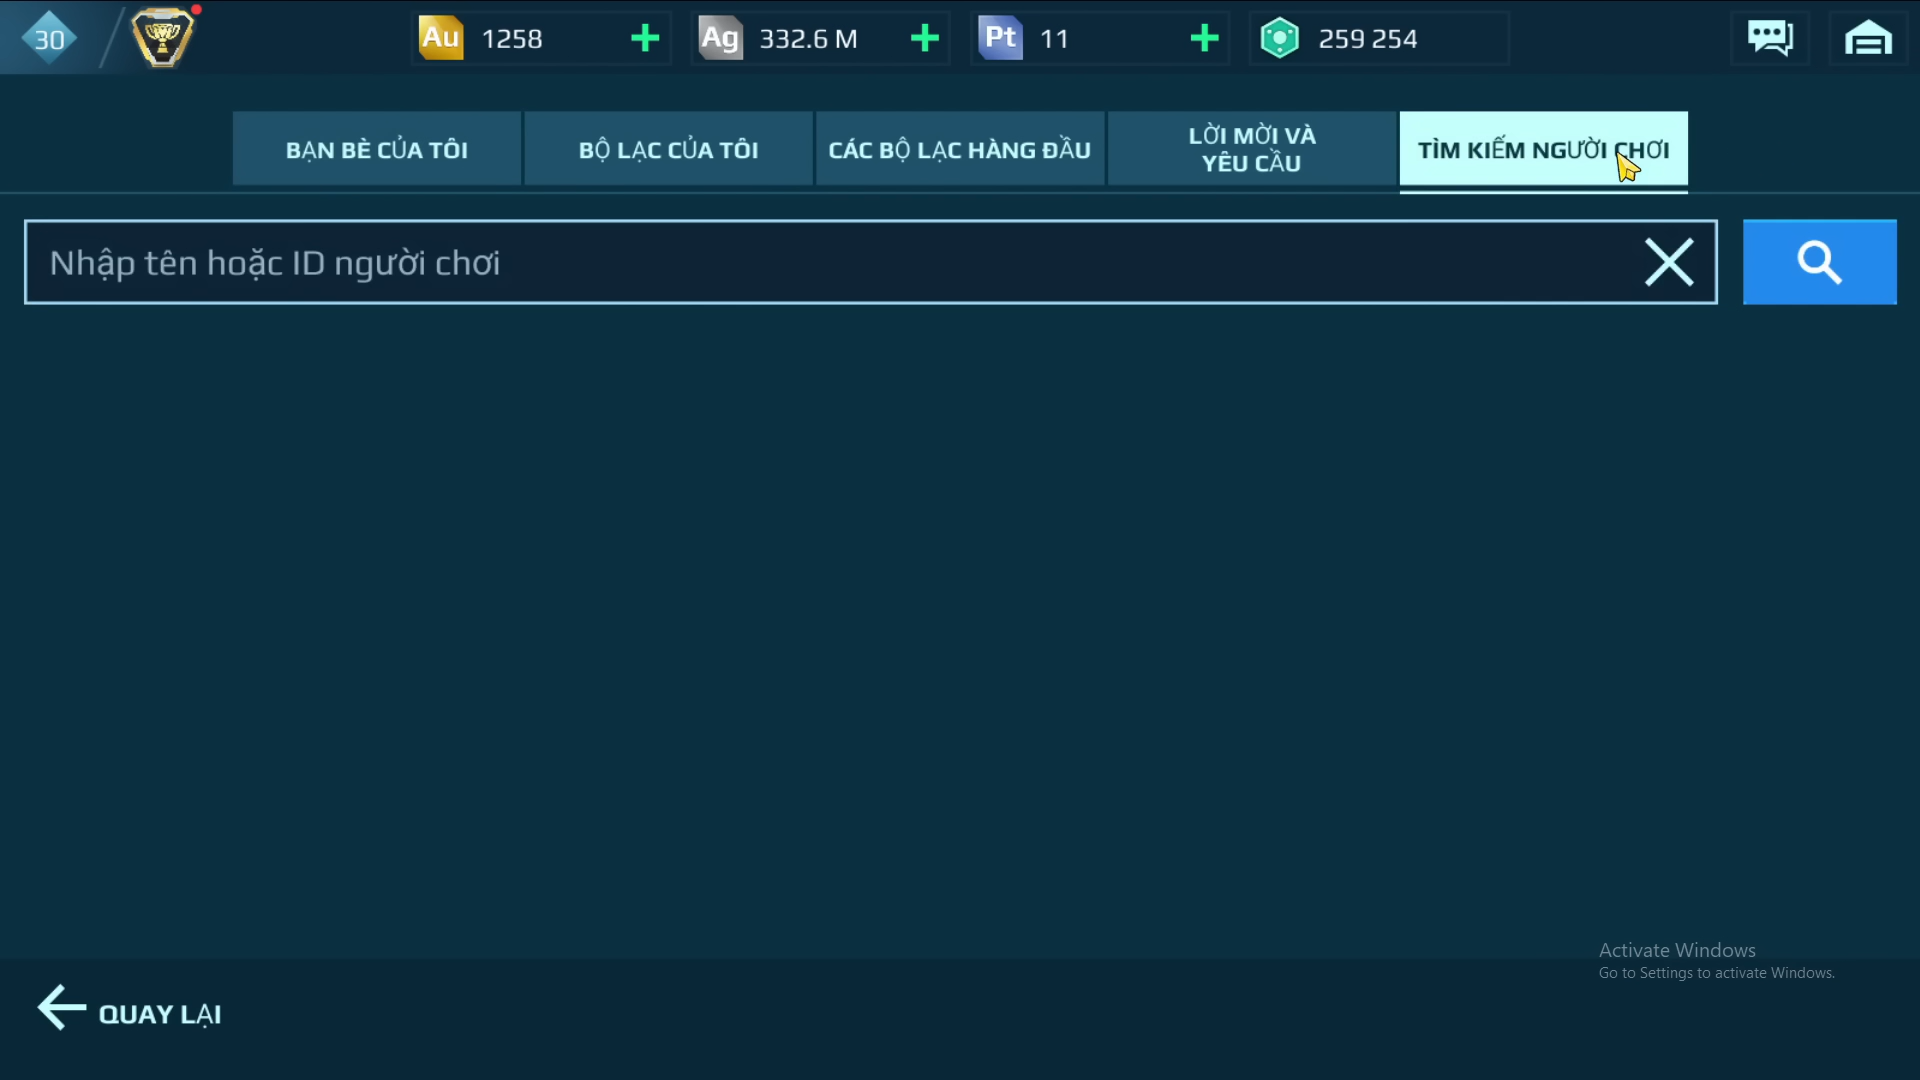 30
Au 1258
Ag 332.6 M
Pt 11
259 254
BẠN BÈ CỦA TÔI
BỘ LẠC CỦA TÔI
CÁC BỘ LẠC HÀNG ĐẦU
LỜI MỜI VÀ
YÊU CẦU
TÌM KIẾM NGƯỜI CHƠI
Nhập tên hoặc ID người chơi
Activate Windows
Go to Settings to activate Windows.
QUAY LẠI